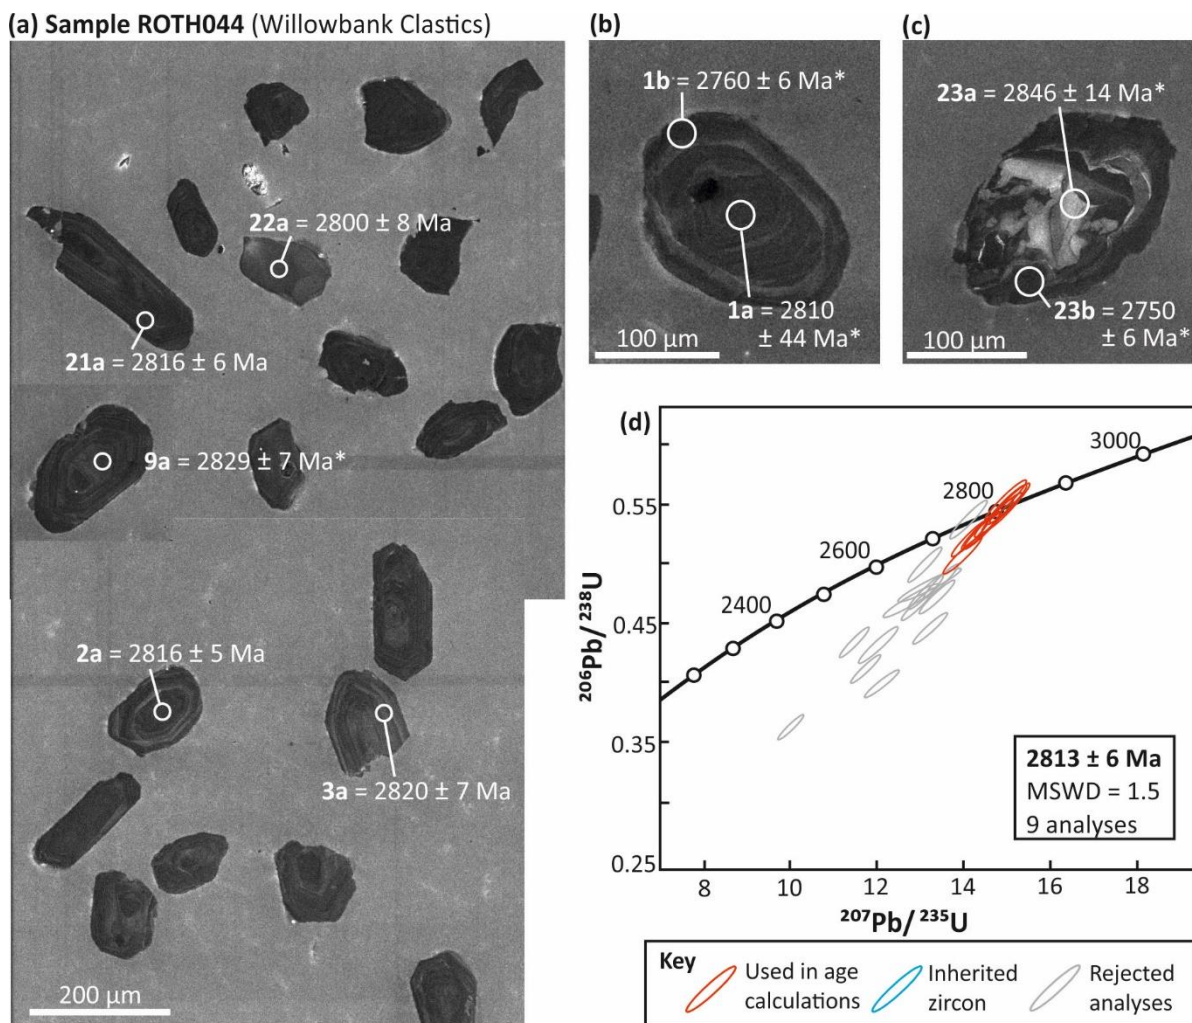 (a) Sample ROTH044 (Willowbank Clastics)
22a = 2800 ± 8 Ma
21a = 2816 ± 6 Ma
9a = 2829 ± 7 Ma*
2a = 2816 ± 5 Ma
3a = 2820 ± 7 Ma
200 µm
(b)
1b = 2760 ± 6 Ma*
1a = 2810
± 44 Ma*
100 µm
(c)
23a = 2846 ± 14 Ma*
23b = 2750
± 6 Ma*
100 µm
(d)
3000
2800
2600
2400
0.55
0.45
0.35
0.25
²⁰⁶Pb/²³⁸U
8 10 12 14 16 18
²⁰⁷Pb/²³⁵U
2813 ± 6 Ma
MSWD = 1.5
9 analyses
Key
Used in age
calculations
Inherited
zircon
Rejected
analyses